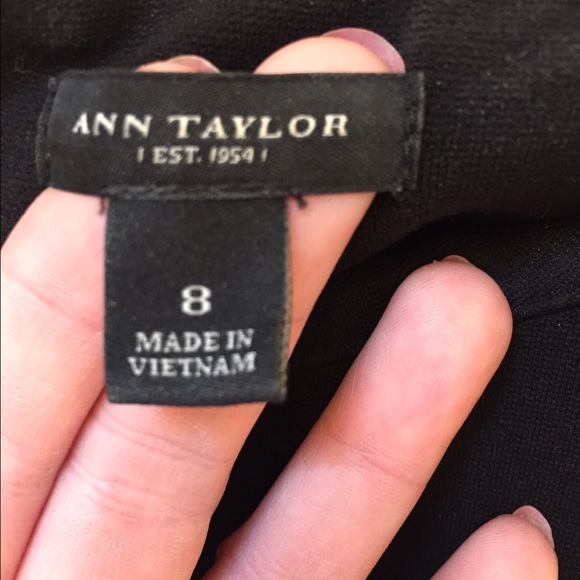 ANN TAYLOR
EST. 1954
8
MADE IN
VIETNAM